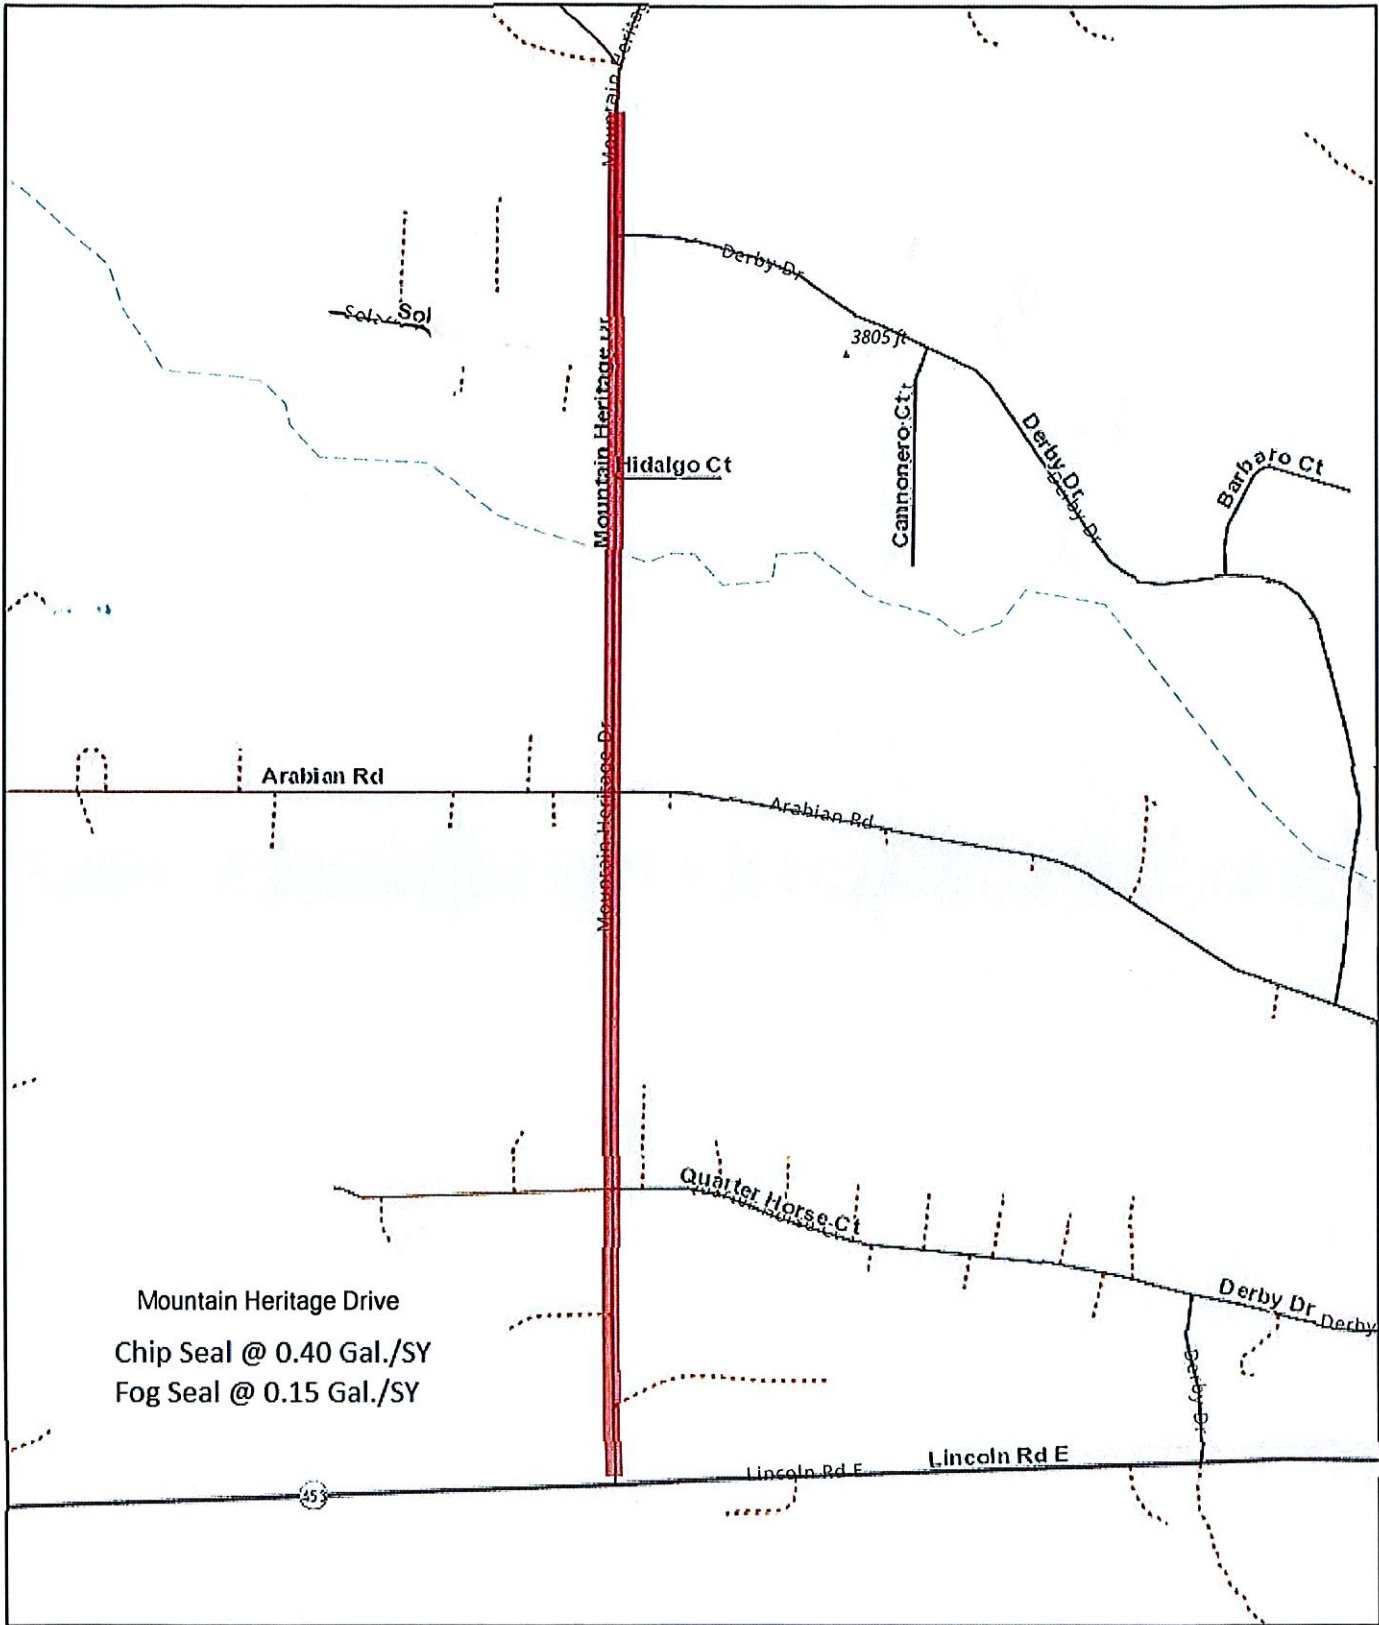 Mountain Heritag
Derby Dr
Sol
3805 ft
Mountain Heritage Dr
Hidalgo Ct
Cannonero Ct
Derby Dr
Derby Dr
Barbaro Ct
Arabian Rd
Arabian Rd
Mountain Heritage Dr
Quarter Horse Ct
Mountain Heritage Drive
Chip Seal @ 0.40 Gal./SY
Fog Seal @ 0.15 Gal./SY
Derby Dr
Derby
Derby Dr
Lincoln Rd E
Lincoln Rd E
453